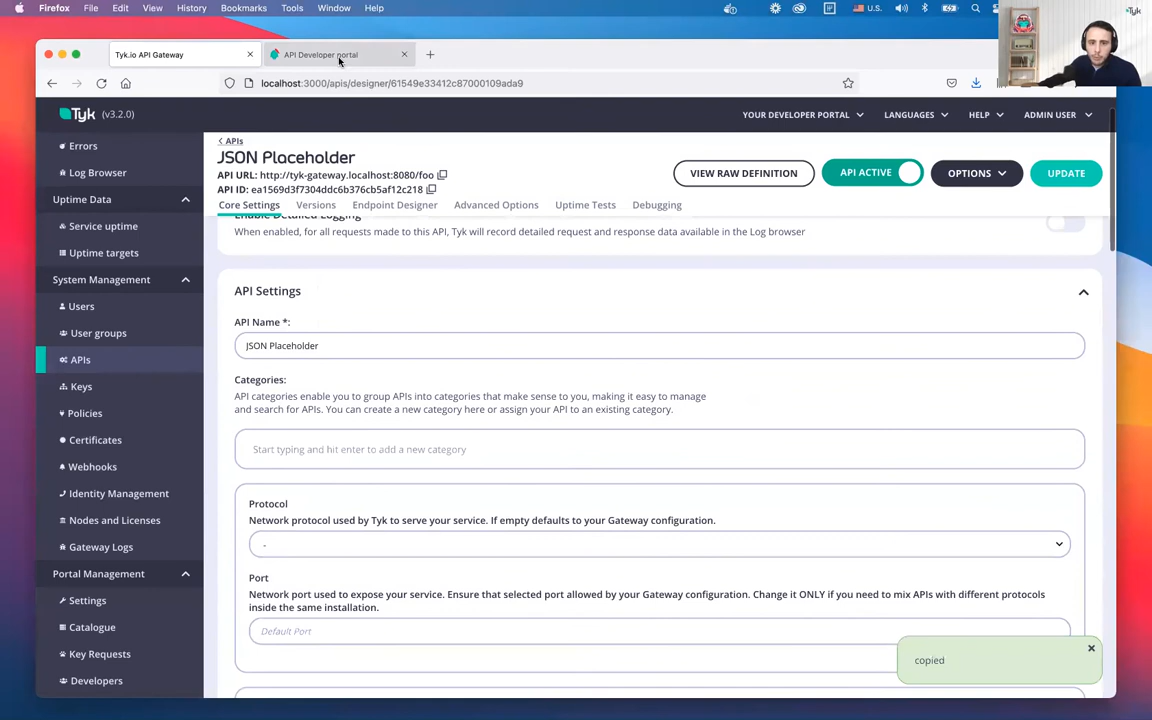 Firefox File Edit View History Bookmarks Tools Window Help U.S.
Tyk
Tyk.io API Gateway
API Developer portal
localhost:3000/apis/designer/61549e33412c87000109ada9
Tyk (v3.2.0)
YOUR DEVELOPER PORTAL LANGUAGES HELP ADMIN USER
Errors
Log Browser
Uptime Data
Service uptime
Uptime targets
System Management
Users
User groups
APIs
Keys
Policies
Certificates
Webhooks
Identity Management
Nodes and Licenses
Gateway Logs
Portal Management
Settings
Catalogue
Key Requests
Developers
APIs
JSON Placeholder
API URL: http://tyk-gateway.localhost:8080/foo
API ID: ea1569d3f7304ddc6b376cb5af12c218
VIEW RAW DEFINITION
API ACTIVE
OPTIONS
UPDATE
Core Settings Versions Endpoint Designer Advanced Options Uptime Tests Debugging
Enable Detailed Logging
When enabled, for all requests made to this API, Tyk will record detailed request and response data available in the Log browser
API Settings
API Name *:
JSON Placeholder
Categories:
API categories enable you to group APIs into categories that make sense to you, making it easy to manage
and search for APIs. You can create a new category here or assign your API to an existing category.
Start typing and hit enter to add a new category
Protocol
Network protocol used by Tyk to serve your service. If empty defaults to your Gateway configuration.
-
Port
Network port used to expose your service. Ensure that selected port allowed by your Gateway configuration. Change it ONLY if you need to mix APIs with different protocols
inside the same installation.
Default Port
copied